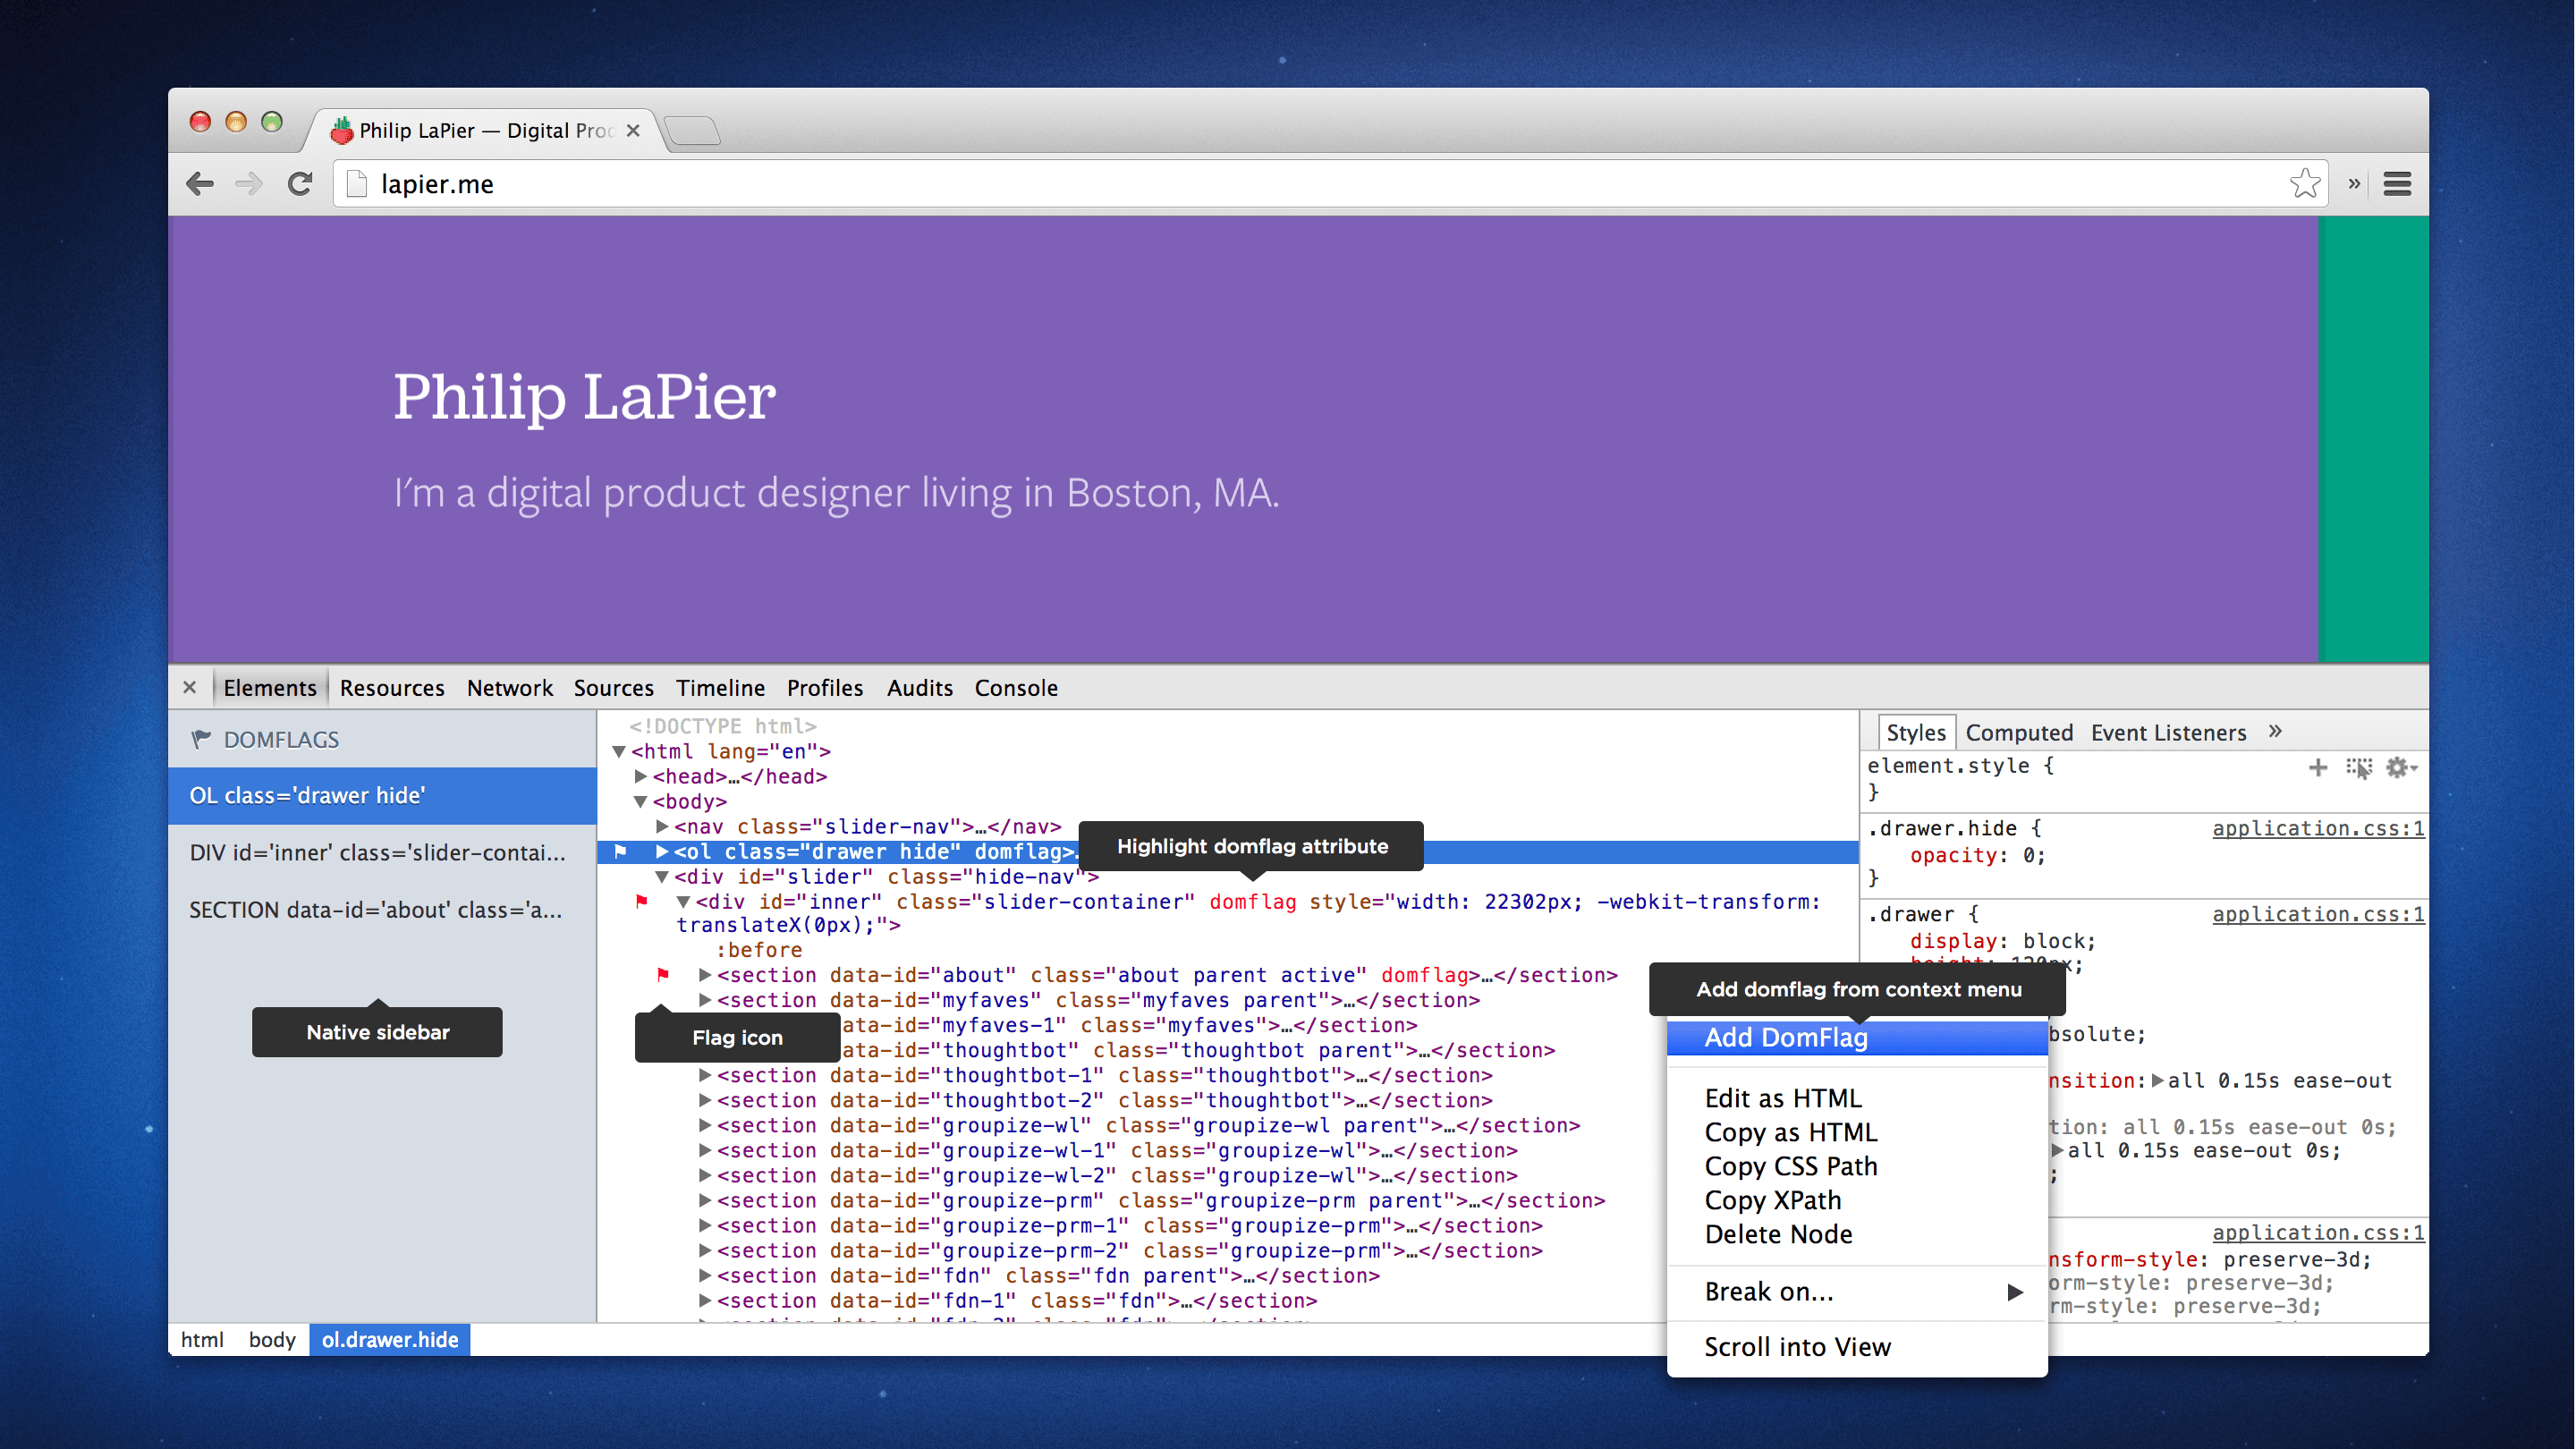 Philip LaPier — Digital Proc
lapier.me
Philip LaPier
I'm a digital product designer living in Boston, MA.
Elements Resources Network Sources Timeline Profiles Audits Console
DOMFLAGS
OL class='drawer hide'
DIV id='inner' class='slider-contai...
SECTION data-id='about' class='a...
Native sidebar
<!DOCTYPE html>
<html lang="en">
<head>…</head>
<body>
<nav class="slider-nav">…</nav>
<ol class="drawer hide" domflag>.
Highlight domflag attribute
<div id="slider" class="hide-nav">
<div id="inner" class="slider-container" domflag style="width: 22302px; -webkit-transform:
translateX(0px);">
:before
<section data-id="about" class="about parent active" domflag>…</section>
<section data-id="myfaves" class="myfaves parent">…</section>
Flag icon
ata-id="myfaves-1" class="myfaves">…</section>
ata-id="thoughtbot" class="thoughtbot parent">…</section>
<section data-id="thoughtbot-1" class="thoughtbot">…</section>
<section data-id="thoughtbot-2" class="thoughtbot">…</section>
<section data-id="groupize-wl" class="groupize-wl parent">…</section>
<section data-id="groupize-wl-1" class="groupize-wl">…</section>
<section data-id="groupize-wl-2" class="groupize-wl">…</section>
<section data-id="groupize-prm" class="groupize-prm parent">…</section>
<section data-id="groupize-prm-1" class="groupize-prm">…</section>
<section data-id="groupize-prm-2" class="groupize-prm">…</section>
<section data-id="fdn" class="fdn parent">…</section>
<section data-id="fdn-1" class="fdn">…</section>
Styles Computed Event Listeners »
element.style {
}
.drawer.hide { application.css:1
opacity: 0;
}
.drawer { application.css:1
display: block;
height: 120px;
Add domflag from context menu
Add DomFlag
Edit as HTML
Copy as HTML
Copy CSS Path
Copy XPath
Delete Node
Break on...
Scroll into View
bsolute;
nsition: all 0.15s ease-out
tion: all 0.15s ease-out 0s;
all 0.15s ease-out 0s;
;
application.css:1
nsform-style: preserve-3d;
orm-style: preserve-3d;
rm-style: preserve-3d;
html body ol.drawer.hide